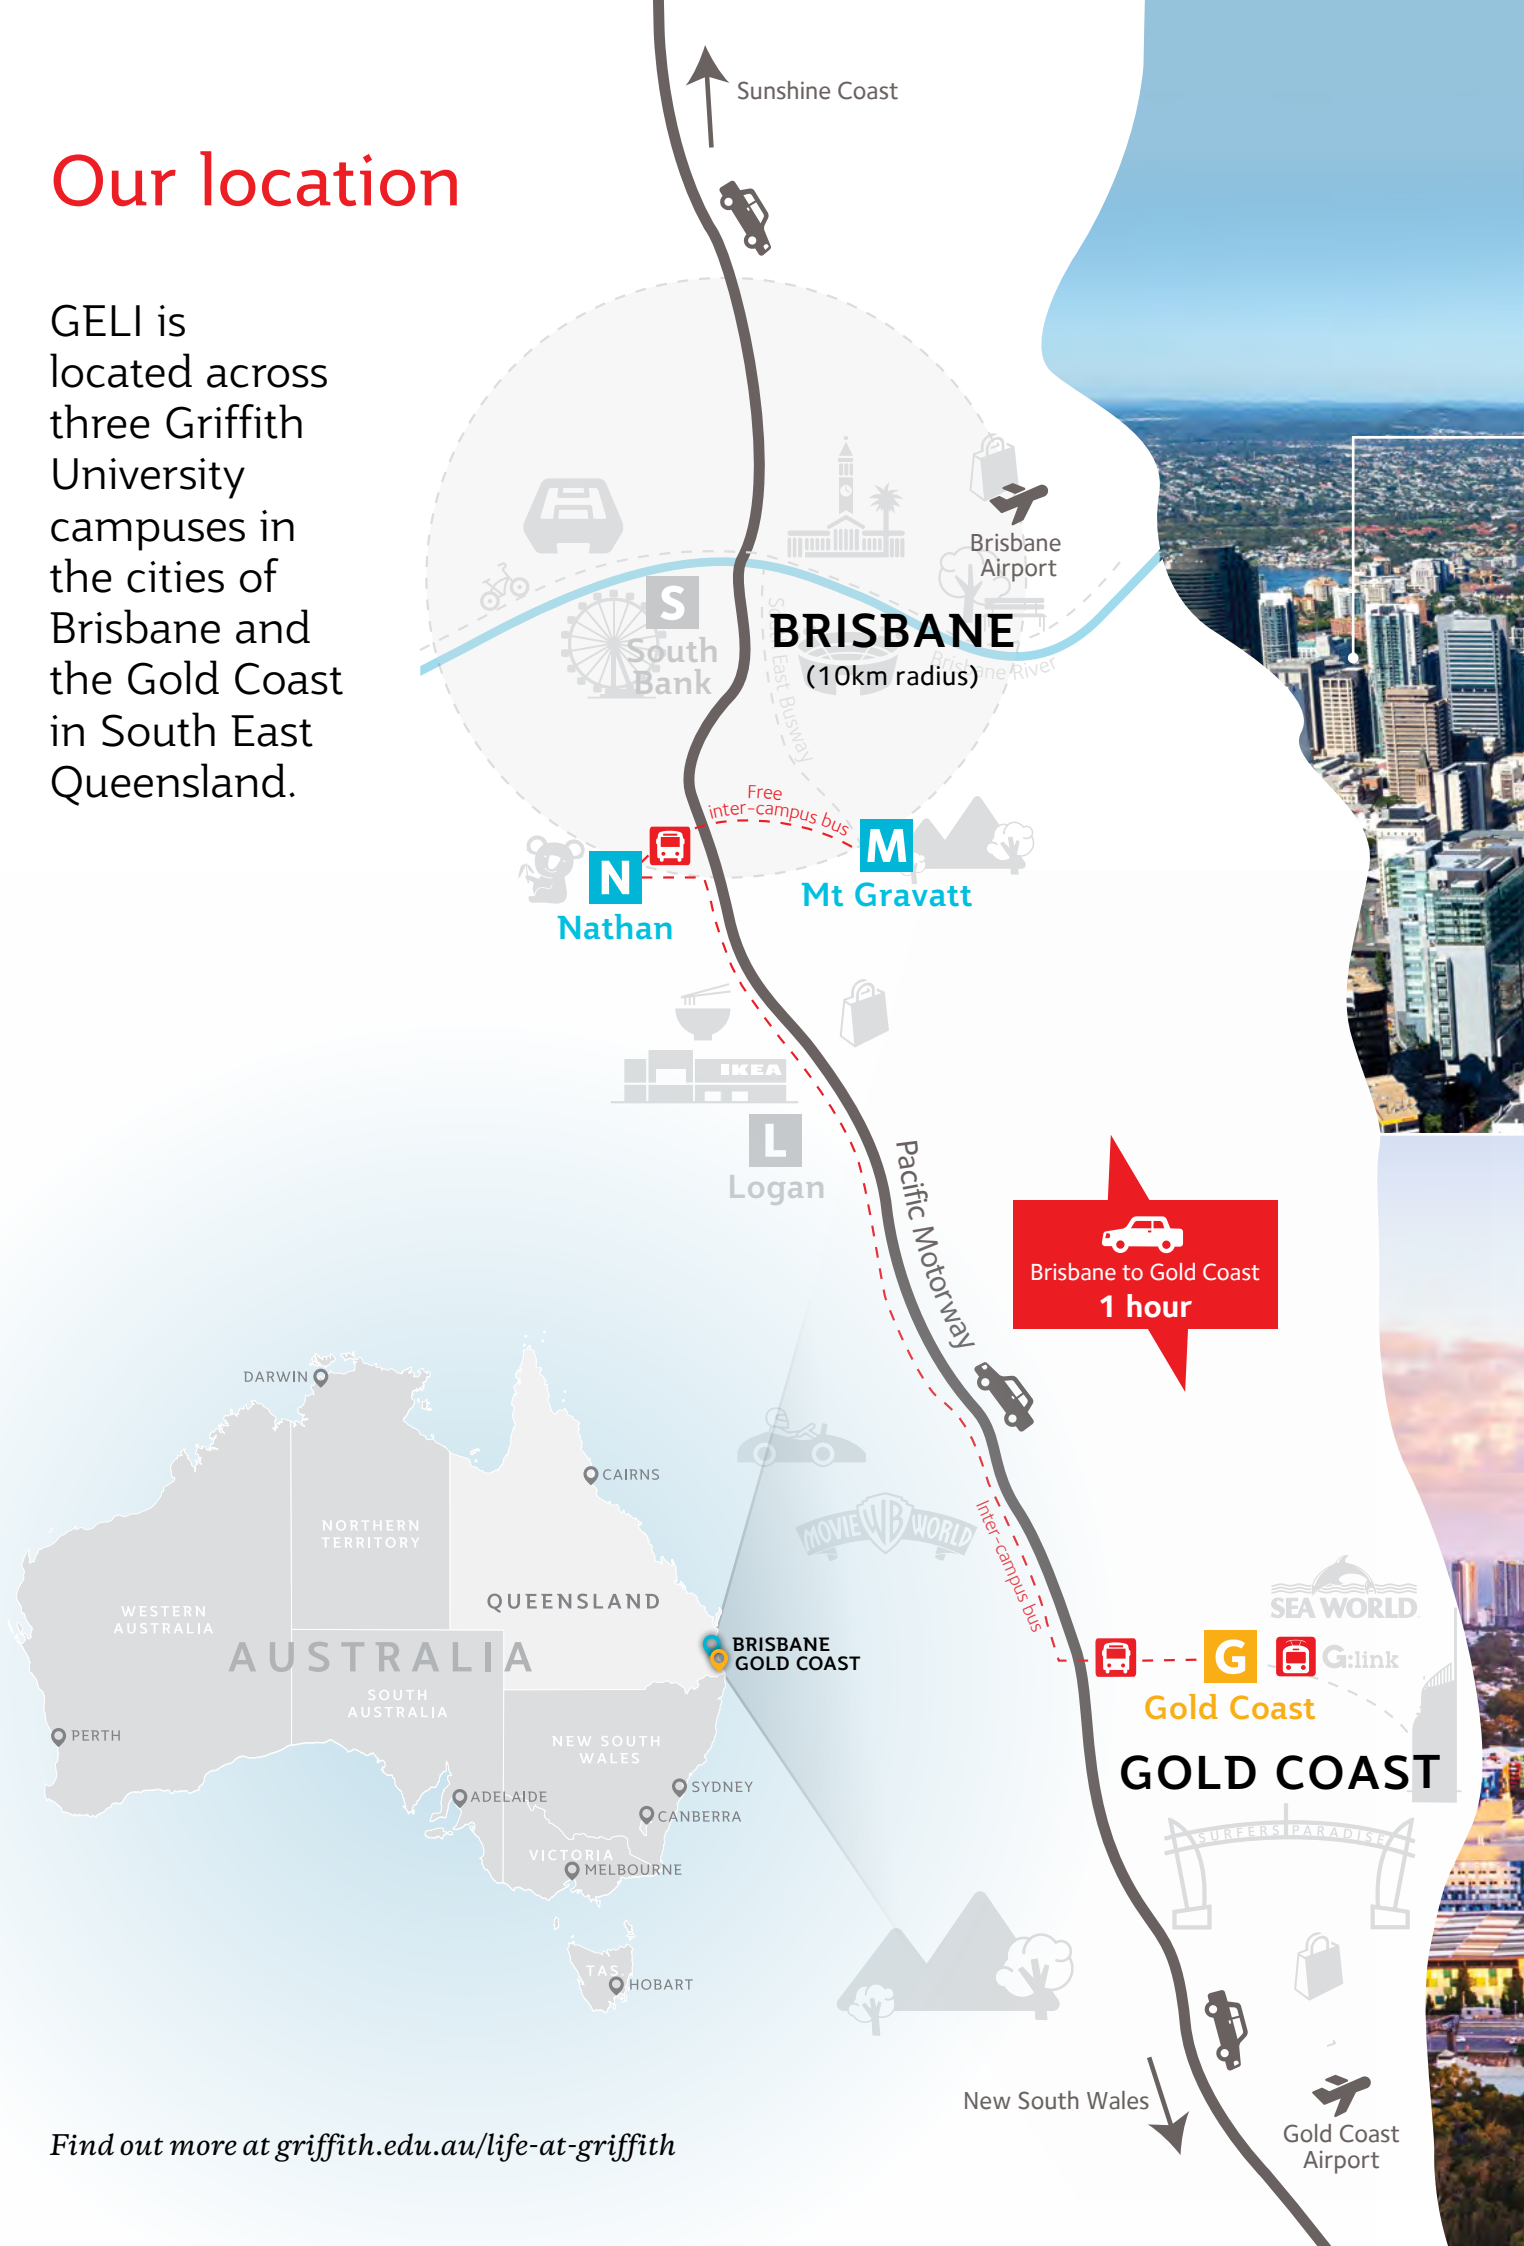 Sunshine Coast
Our location
GELI is
located across
three Griffith
University
campuses in
the cities of
Brisbane and
the Gold Coast
in South East
Queensland.
Brisbane
Airport
S
South
Bank
BRISBANE
(10km radius)
Brisbane River
South East Busway
Free
inter-campus bus
N
Nathan
M
Mt Gravatt
IKEA
L
Logan
Pacific Motorway
Brisbane to Gold Coast
1 hour
DARWIN
CAIRNS
NORTHERN
TERRITORY
QUEENSLAND
WESTERN
AUSTRALIA
AUSTRALIA
BRISBANE
GOLD COAST
SOUTH
AUSTRALIA
PERTH
NEW SOUTH
WALES
SYDNEY
ADELAIDE
CANBERRA
VICTORIA
MELBOURNE
TAS.
HOBART
MOVIE WB WORLD
Inter-campus bus
SEA WORLD
G
G:link
Gold Coast
GOLD COAST
SURFERS PARADISE
New South Wales
Gold Coast
Airport
Find out more at griffith.edu.au/life-at-griffith